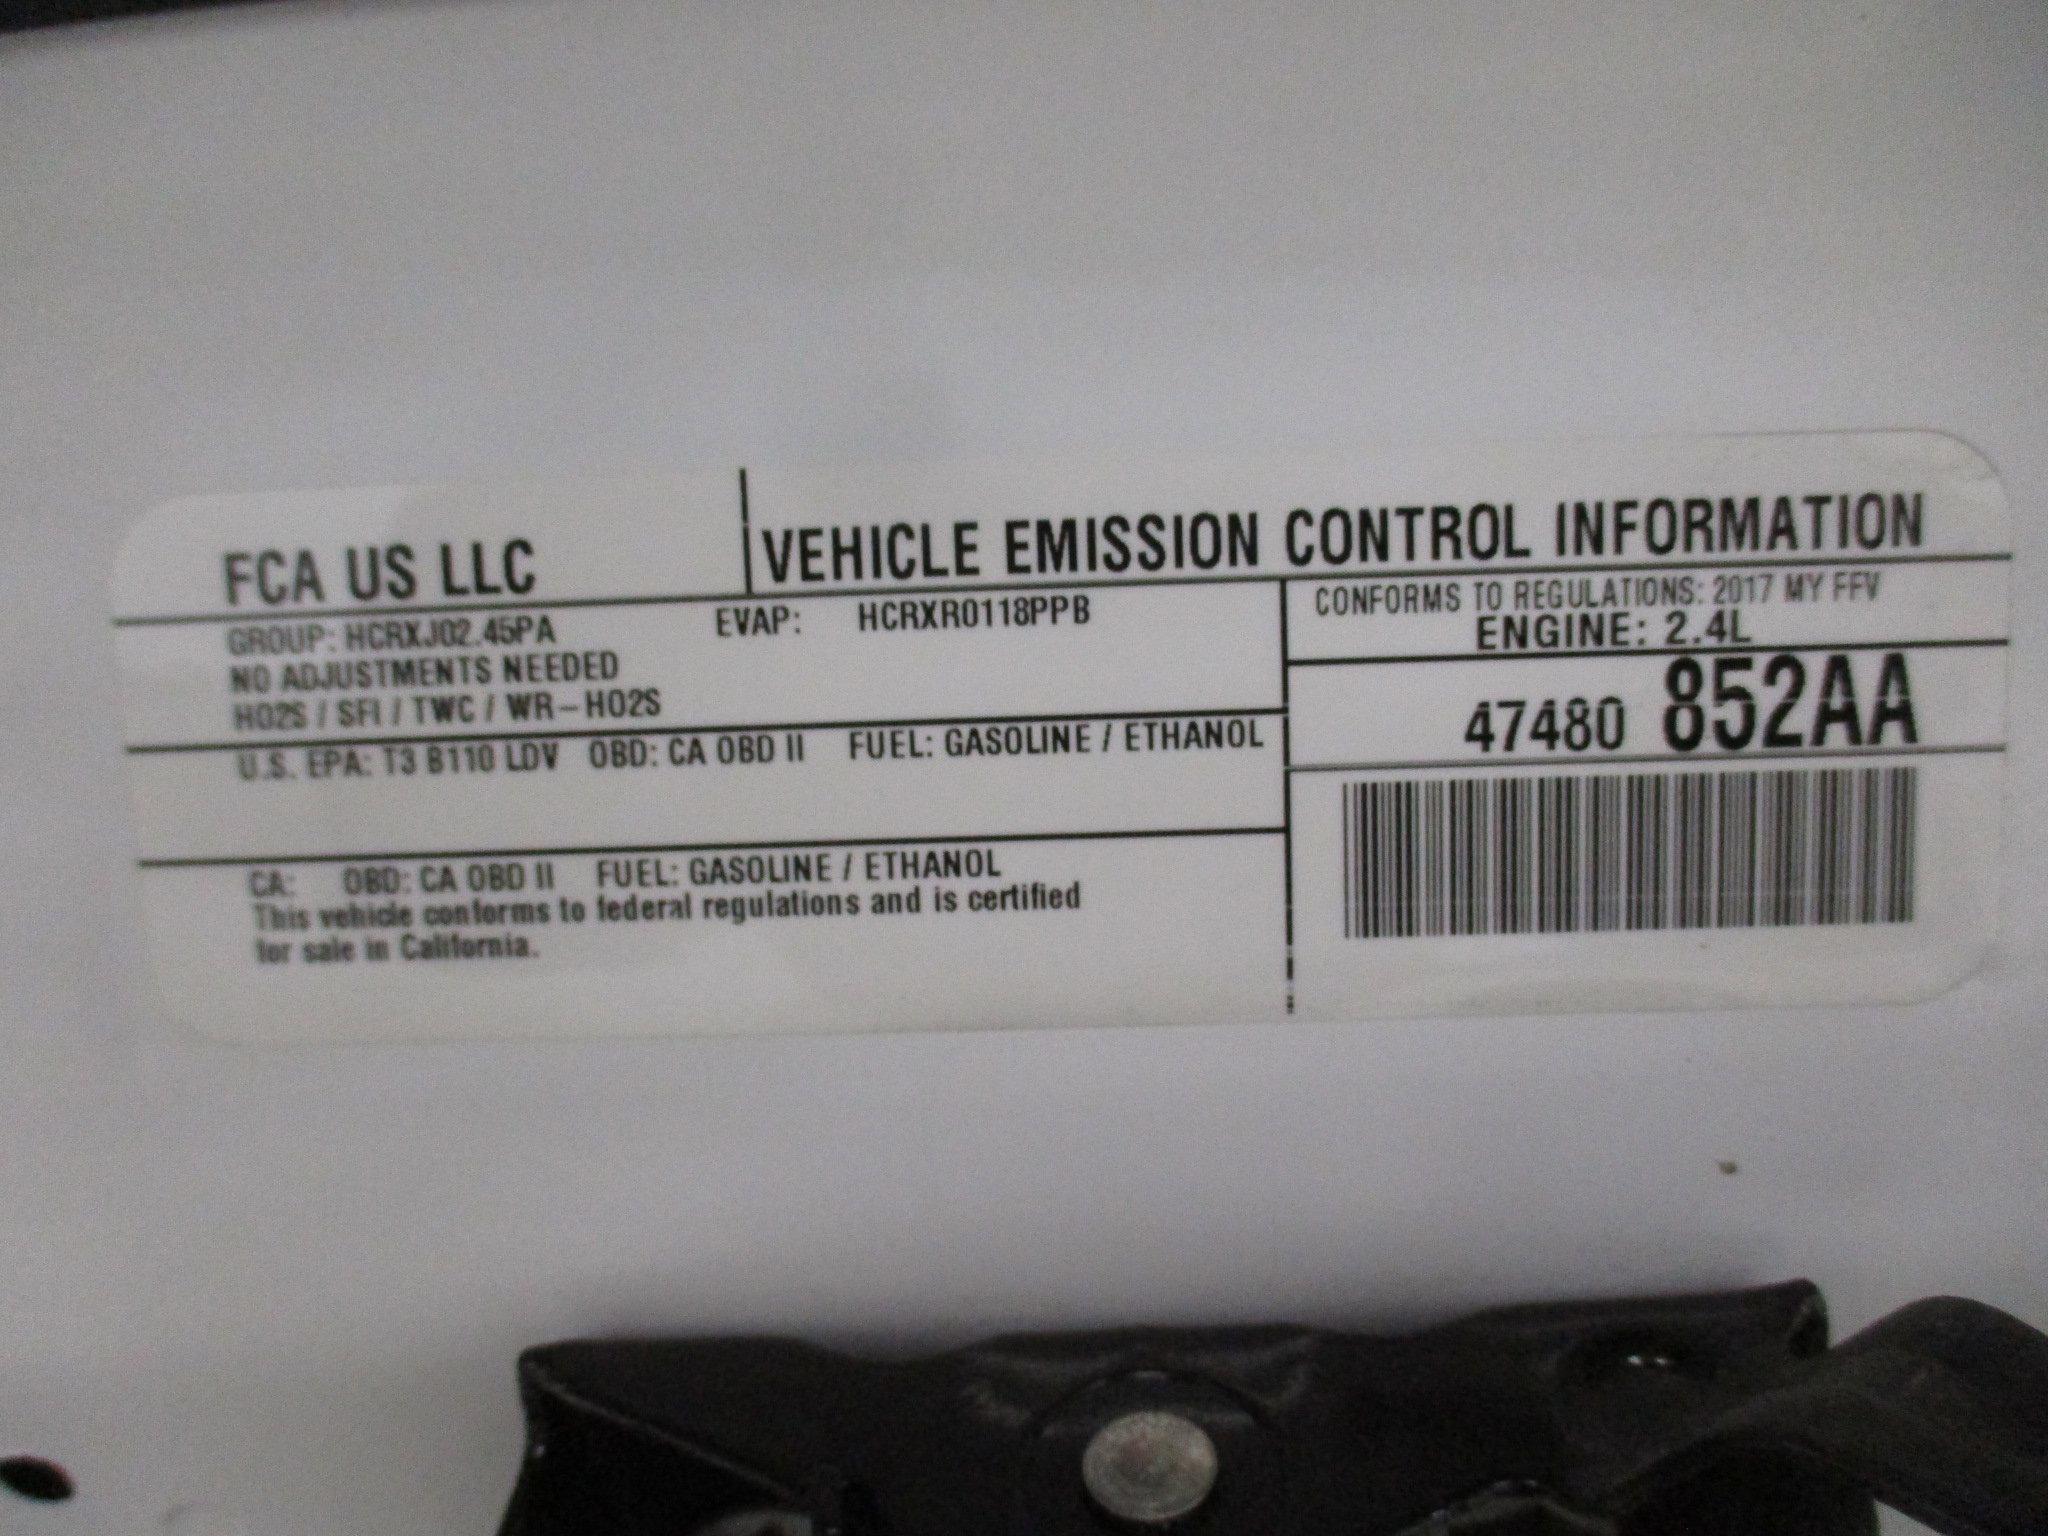 FCA US LLC
VEHICLE EMISSION CONTROL INFORMATION
GROUP: HCRXJ02.45PA EVAP: HCRXR0118PPB
NO ADJUSTMENTS NEEDED
HO2S / SFI / TWC / WR-HO2S
CONFORMS TO REGULATIONS: 2017 MY FFV
ENGINE: 2.4L
47480 852AA
U.S. EPA: T3 B110 LDV OBD: CA OBD II FUEL: GASOLINE / ETHANOL
CA: OBD: CA OBD II FUEL: GASOLINE / ETHANOL
This vehicle conforms to federal regulations and is certified
for sale in California.